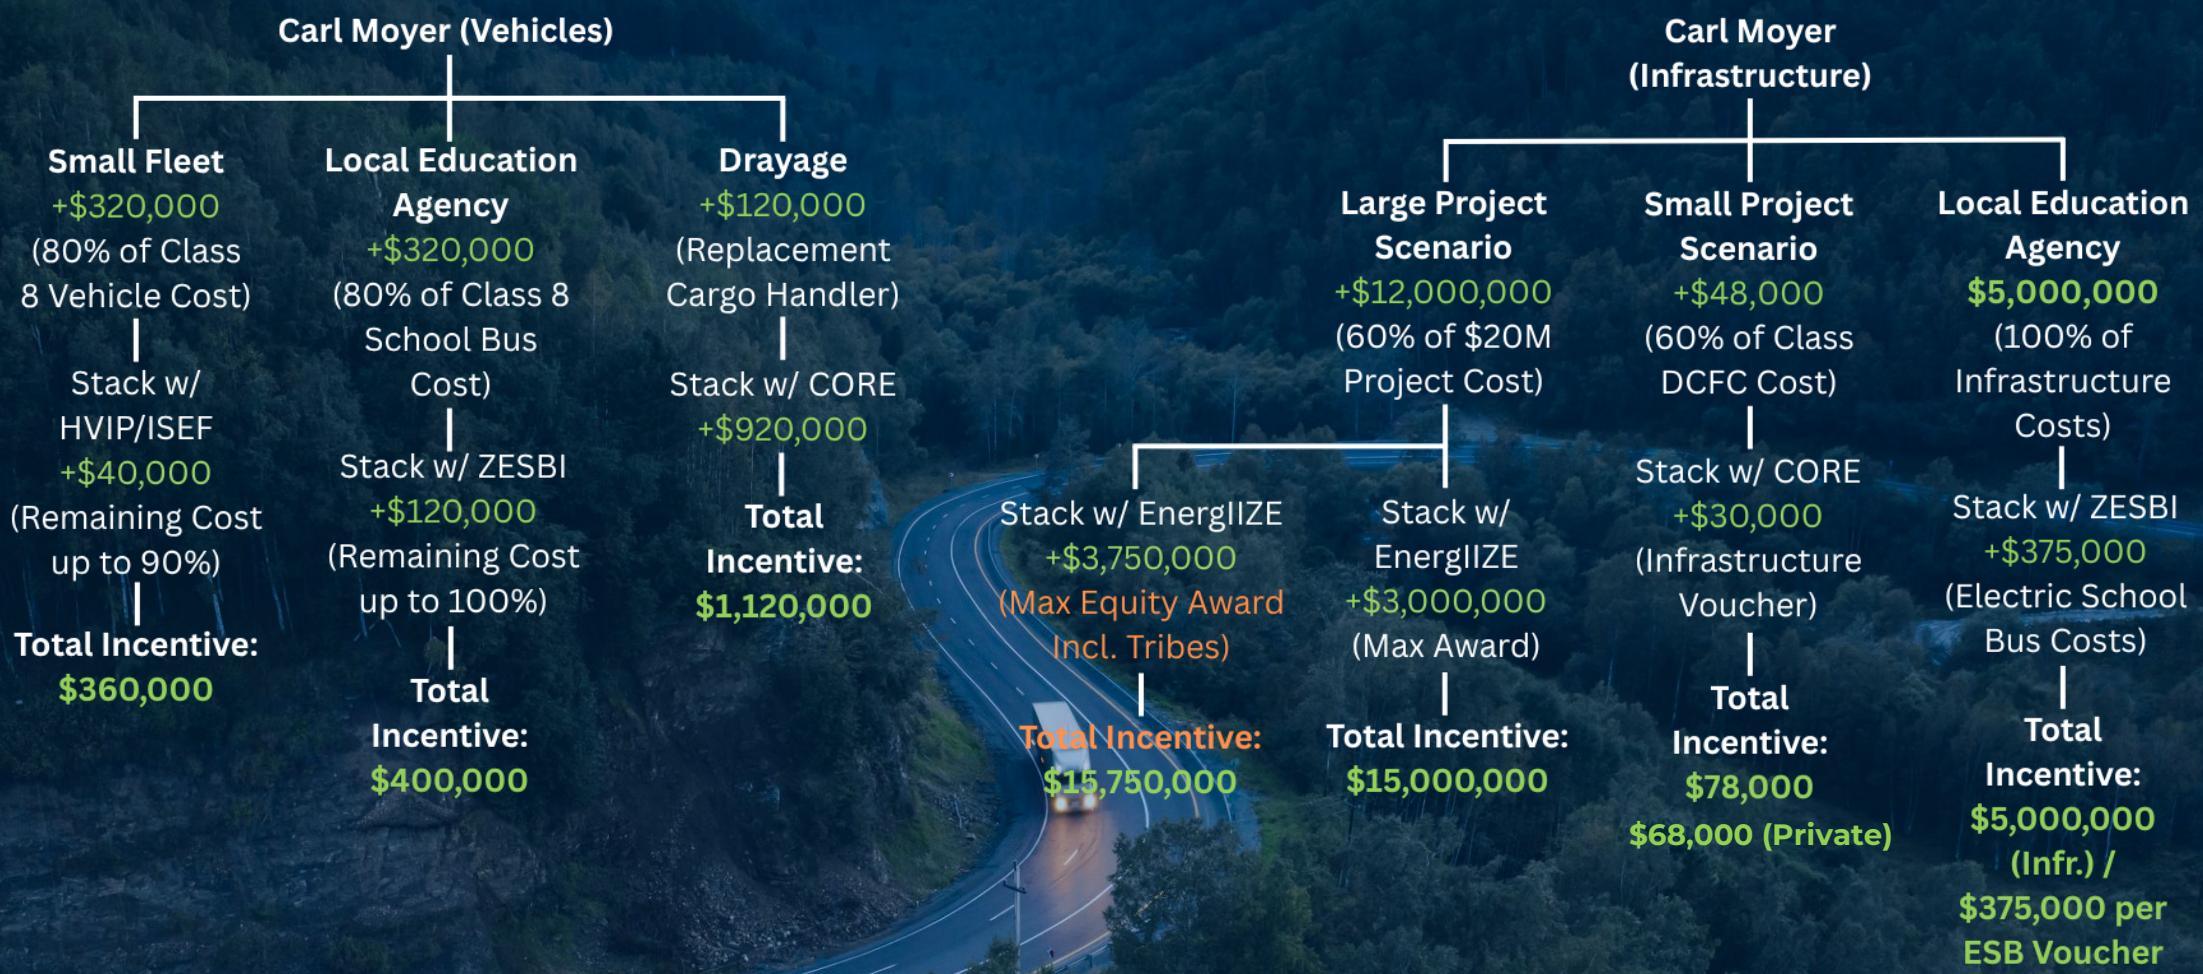 Carl Moyer (Vehicles)
Small Fleet
+$320,000
(80% of Class
8 Vehicle Cost)
Stack w/
HVIP/ISEF
+$40,000
(Remaining Cost
up to 90%)
Total Incentive:
$360,000
Local Education
Agency
+$320,000
(80% of Class 8
School Bus
Cost)
Stack w/ ZESBI
+$120,000
(Remaining Cost
up to 100%)
Total
Incentive:
$400,000
Drayage
+$120,000
(Replacement
Cargo Handler)
Stack w/ CORE
+$920,000
Total
Incentive:
$1,120,000
Carl Moyer
(Infrastructure)
Large Project
Scenario
+$12,000,000
(60% of $20M
Project Cost)
Stack w/ EnergIIZE
+$3,750,000
(Max Equity Award
Incl. Tribes)
Total Incentive:
$15,750,000
Stack w/
EnergIIZE
+$3,000,000
(Max Award)
Total Incentive:
$15,000,000
Small Project
Scenario
+$48,000
(60% of Class
DCFC Cost)
Stack w/ CORE
+$30,000
(Infrastructure
Voucher)
Total
Incentive:
$78,000
$68,000 (Private)
Local Education
Agency
$5,000,000
(100% of
Infrastructure
Costs)
Stack w/ ZESBI
+$375,000
(Electric School
Bus Costs)
Total
Incentive:
$5,000,000
(Infr.) /
$375,000 per
ESB Voucher